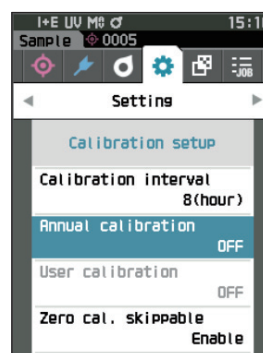 I+E UV
15:1
Sample 0005
JOB
Setting
Calibration setup
Calibration interval
8(hour)
Annual calibration
OFF
User calibration
OFF
Zero cal. skippable
Enable